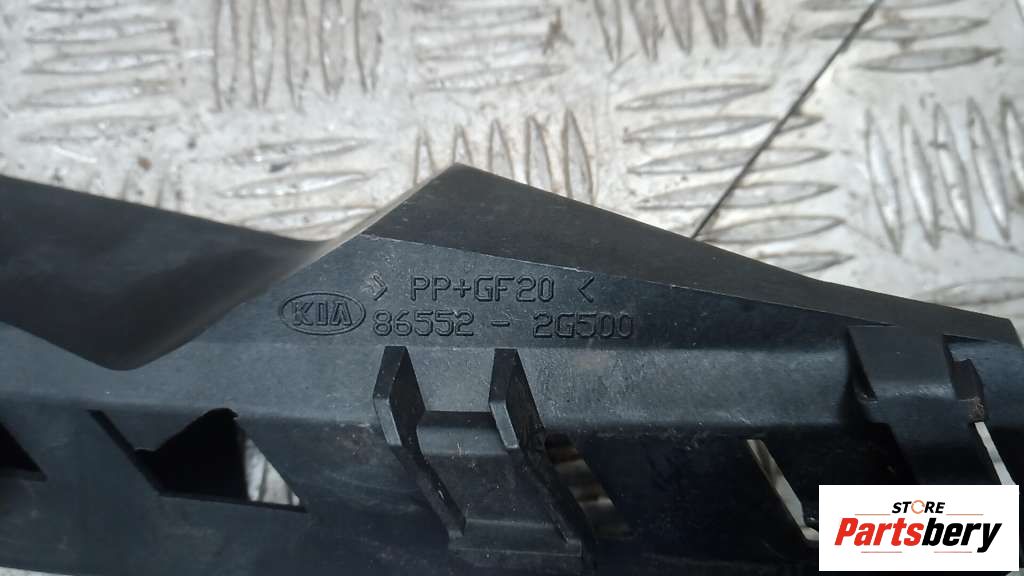 > PP+GF20 <
KIA
86552 - 2G500
STORE
Partsbery